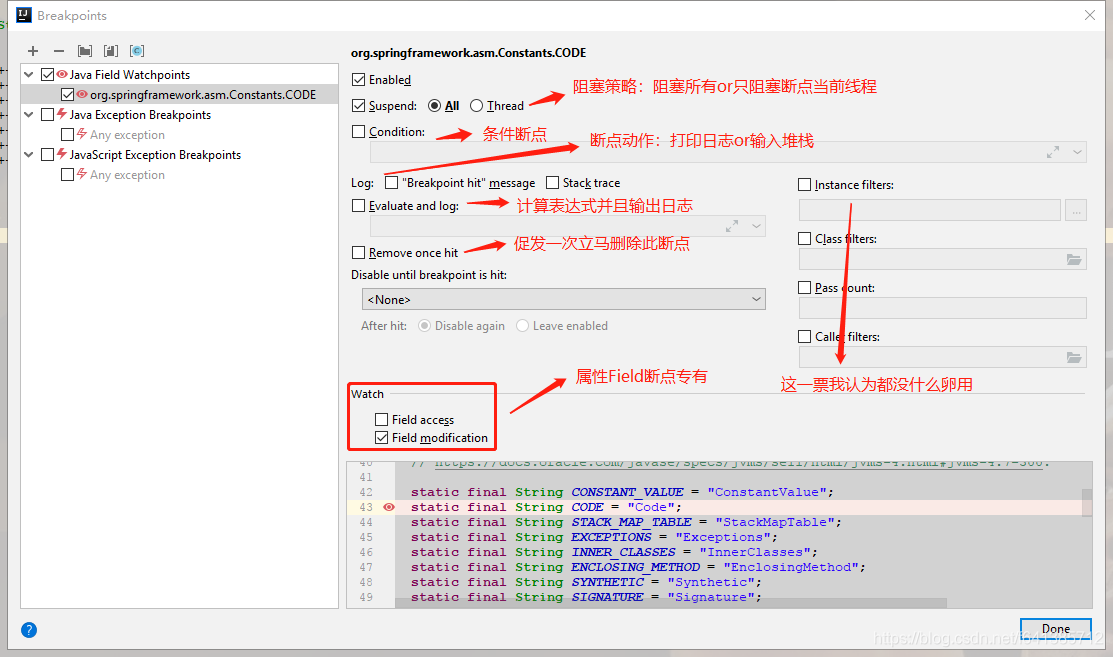 Breakpoints
Java Field Watchpoints
org.springframework.asm.Constants.CODE
Java Exception Breakpoints
Any exception
JavaScript Exception Breakpoints
Any exception
org.springframework.asm.Constants.CODE
Enabled
阻塞策略：阻塞所有or只阻塞断点当前线程
Suspend: All Thread
Condition:
条件断点
断点动作：打印日志or输入堆栈
Log: "Breakpoint hit" message Stack trace
Instance filters:
Evaluate and log:
计算表达式并且输出日志
...
促发一次立马删除此断点
Class filters:
Remove once hit
Disable until breakpoint is hit:
Pass count:
<None>
After hit: Disable again Leave enabled
Caller filters:
属性Field断点专有
这一票我认为都没什么卵用
Watch
Field access
Field modification
40 // https://docs.oracle.com/javase/specs/jvms/se11/html/jvms-4.html#jvms-4.7-300.
41
42 static final String CONSTANT_VALUE = "ConstantValue";
43 static final String CODE = "Code";
44 static final String STACK_MAP_TABLE = "StackMapTable";
45 static final String EXCEPTIONS = "Exceptions";
46 static final String INNER_CLASSES = "InnerClasses";
47 static final String ENCLOSING_METHOD = "EnclosingMethod";
48 static final String SYNTHETIC = "Synthetic";
49 static final String SIGNATURE = "Signature";
?
Done